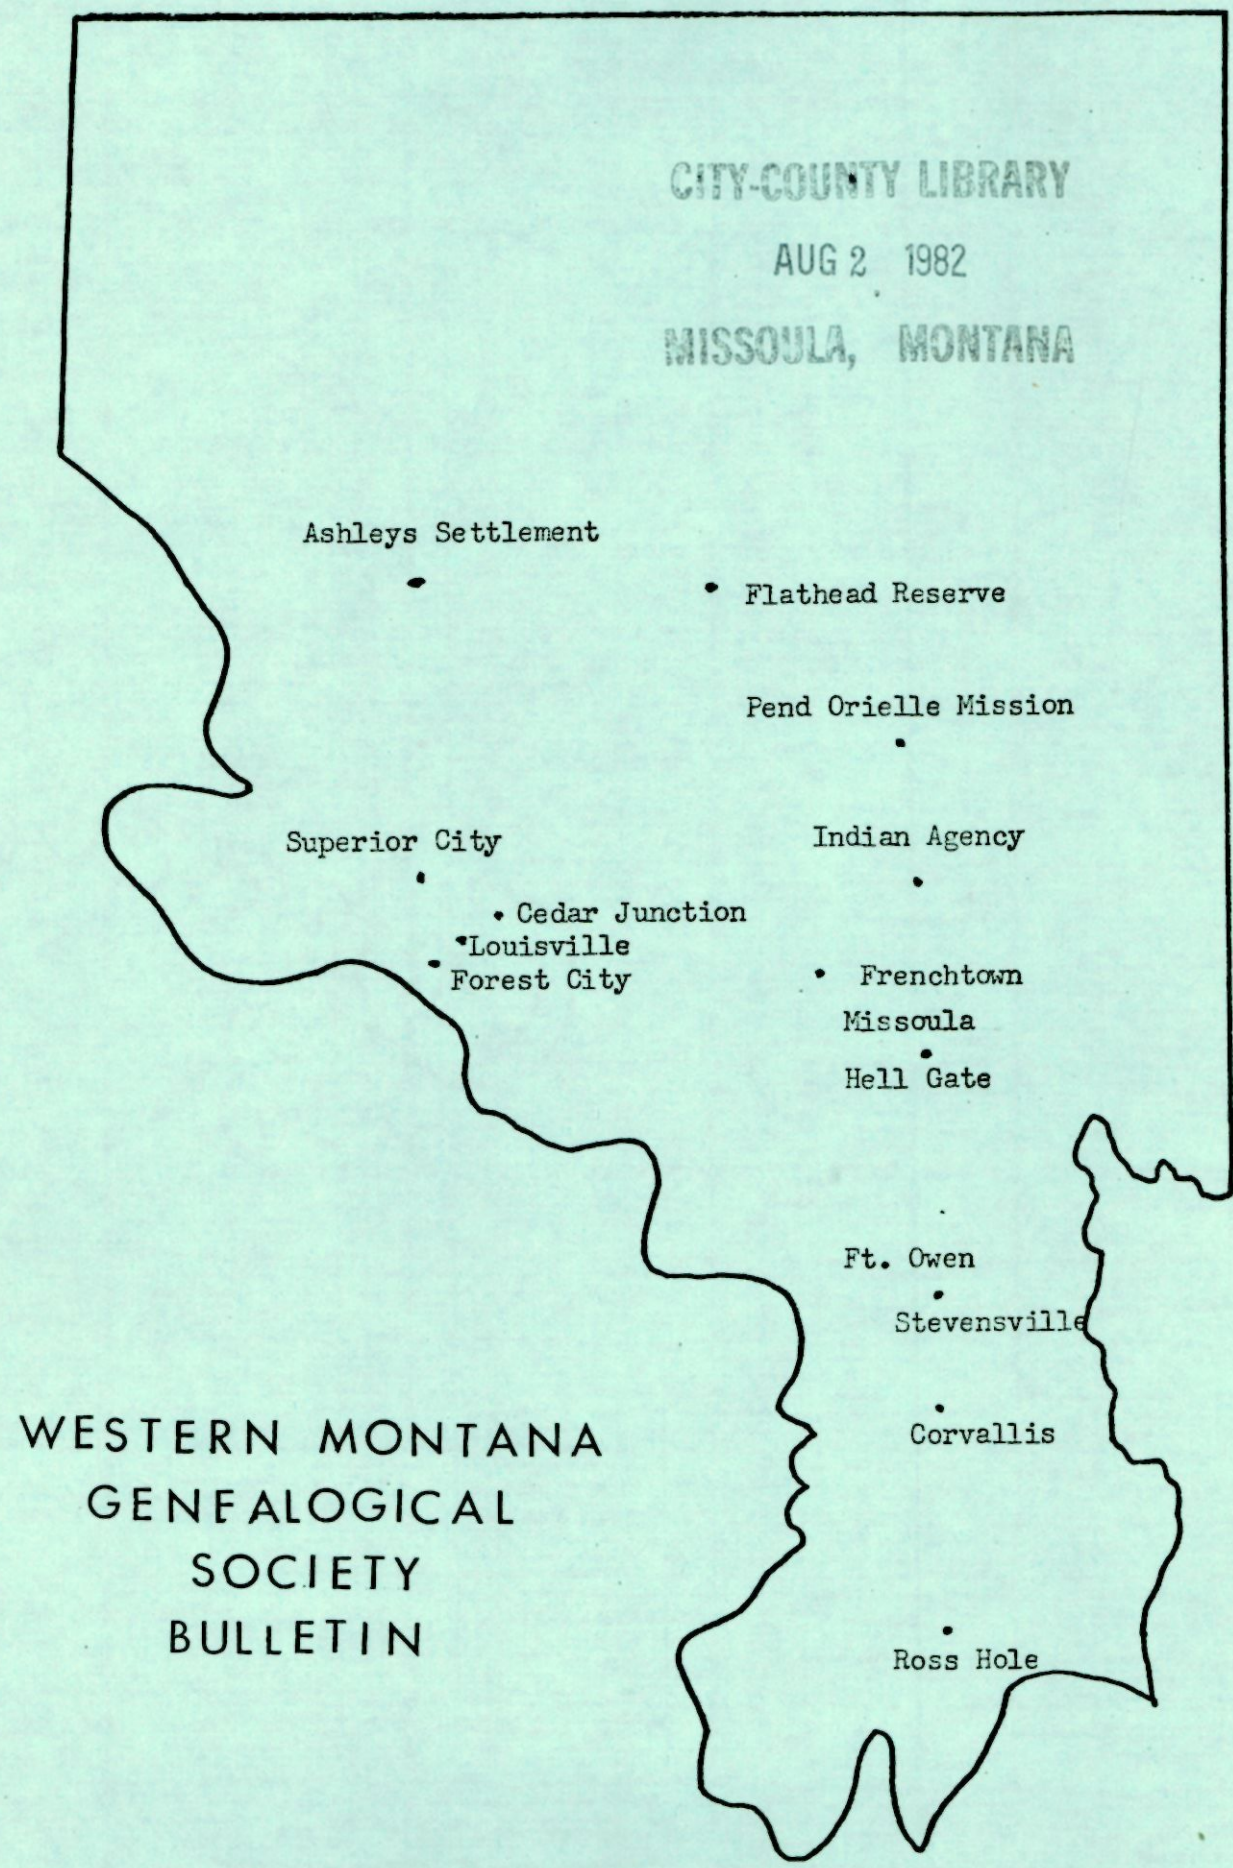 CITY-COUNTY LIBRARY
AUG 2 1982
MISSOULA, MONTANA
Ashleys Settlement
Flathead Reserve
Pend Orielle Mission
Superior City
Indian Agency
Cedar Junction
Louisville
Forest City
Frenchtown
Missoula
Hell Gate
Ft. Owen
Stevensville
Corvallis
WESTERN MONTANA
GENEALOGICAL
SOCIETY
BULLETIN
Ross Hole